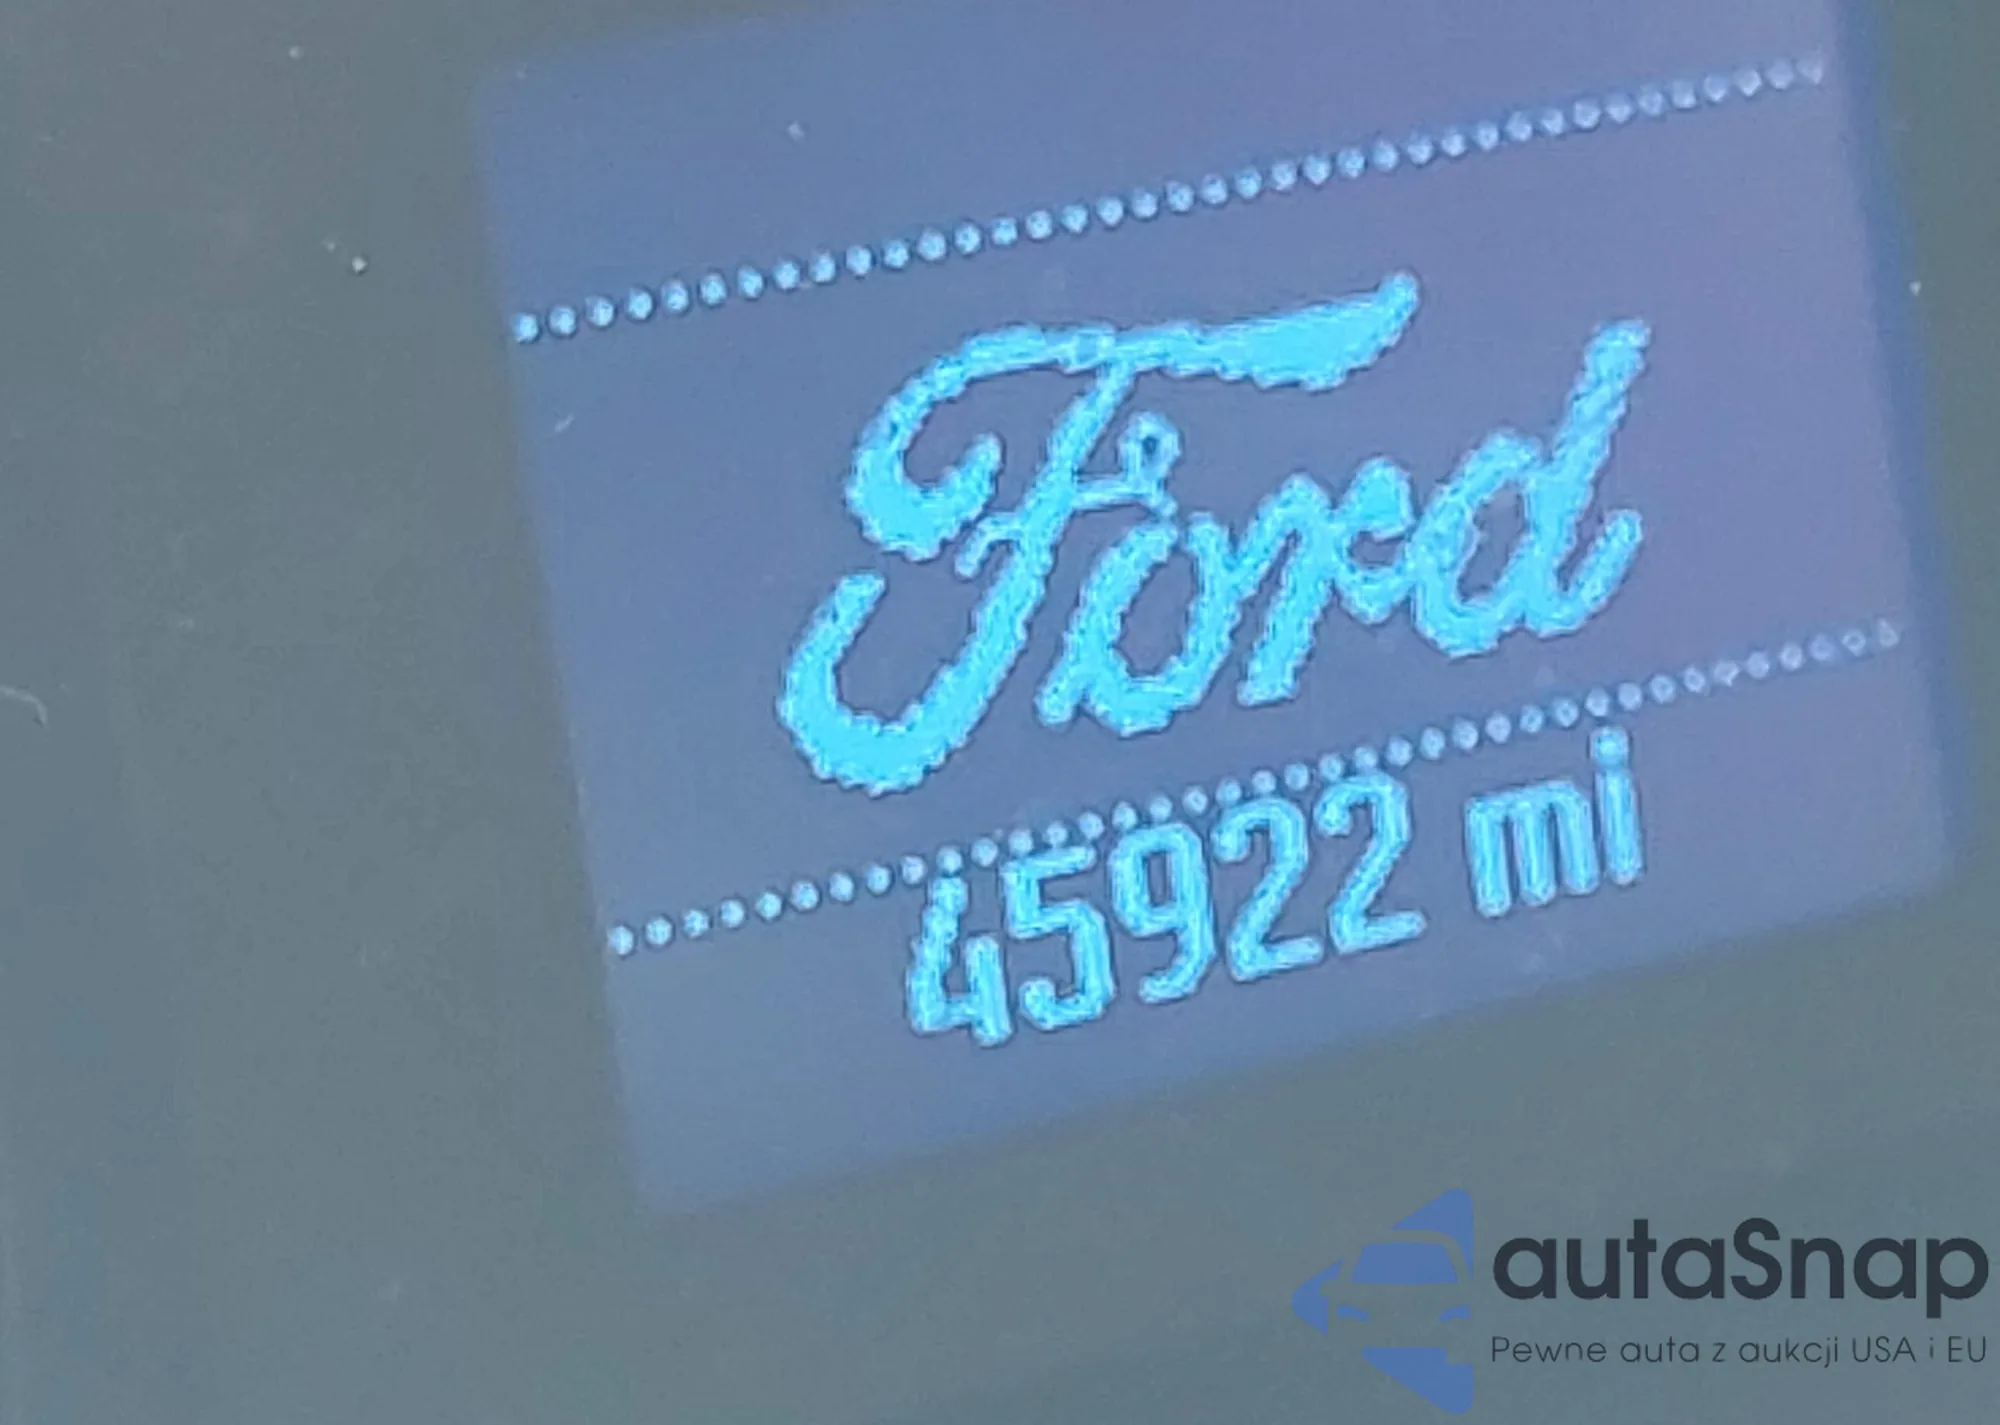 Ford
45922 mi
autaSnap
Pewne auta z aukcji USA i EU